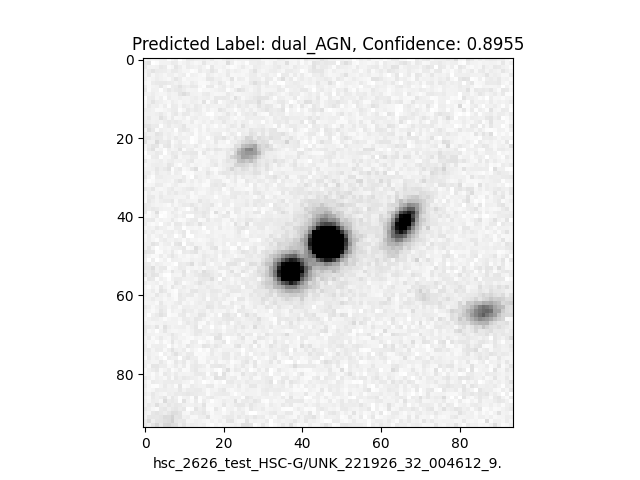 Predicted Label: dual_AGN, Confidence: 0.8955
0
20
40
60
80
0 20 40 60 80
hsc_2626_test_HSC-G/UNK_221926_32_004612_9.